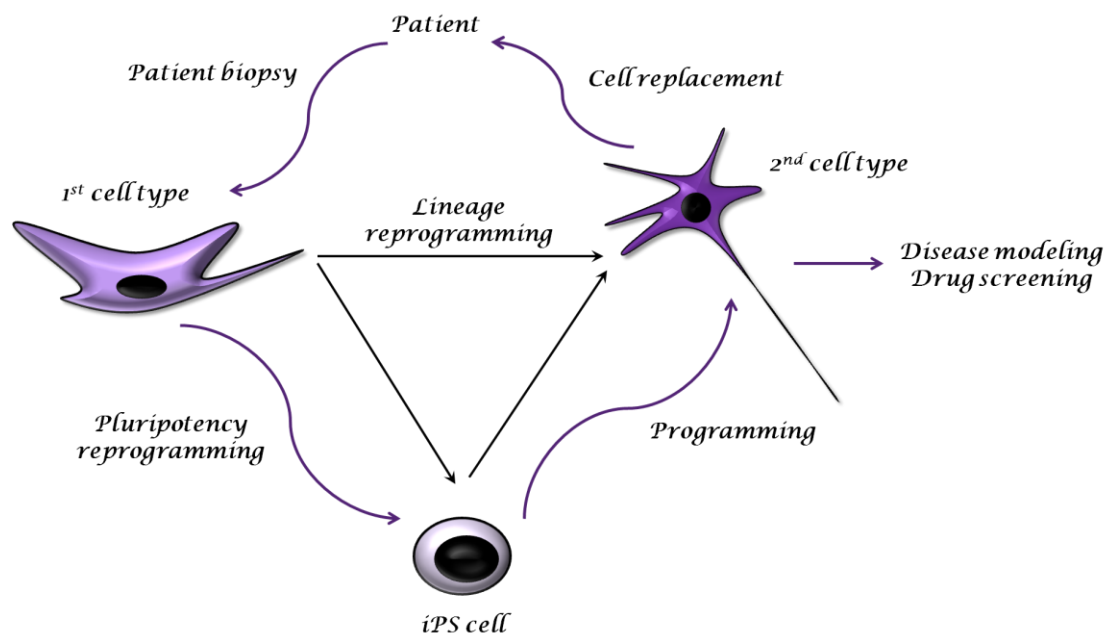 Patient
Patient biopsy
Cell replacement
1st cell type
2nd cell type
Lineage
reprogramming
Disease modeling
Drug screening
Pluripotency
reprogramming
Programming
iPS cell